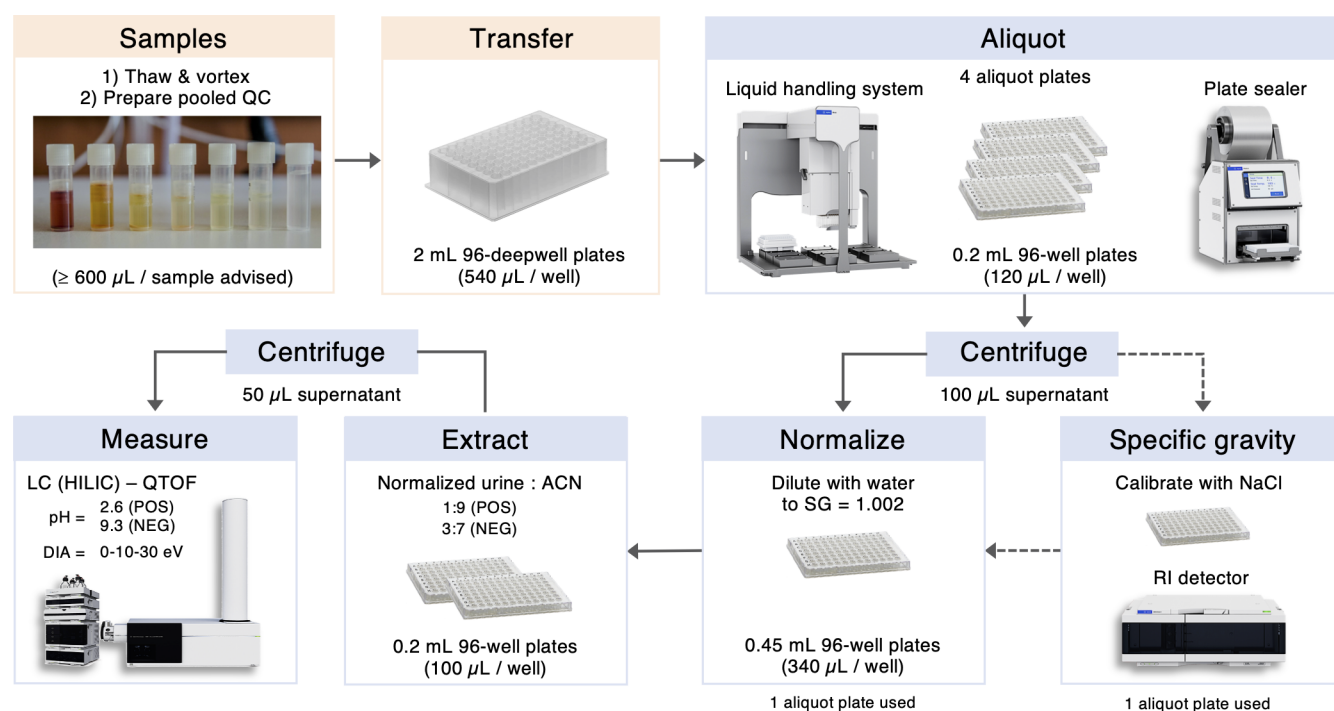 Samples
1) Thaw & vortex
2) Prepare pooled QC
(≥ 600 µL / sample advised)
Transfer
2 mL 96-deepwell plates
(540 µL / well)
Aliquot
4 aliquot plates
Liquid handling system
Plate sealer
0.2 mL 96-well plates
(120 µL / well)
Centrifuge
100 µL supernatant
Specific gravity
Calibrate with NaCl
RI detector
1 aliquot plate used
Normalize
Dilute with water
to SG = 1.002
0.45 mL 96-well plates
(340 µL / well)
1 aliquot plate used
Extract
Normalized urine : ACN
1:9 (POS)
3:7 (NEG)
0.2 mL 96-well plates
(100 µL / well)
Centrifuge
50 µL supernatant
Measure
LC (HILIC) – QTOF
pH = 2.6 (POS)
9.3 (NEG)
DIA = 0-10-30 eV